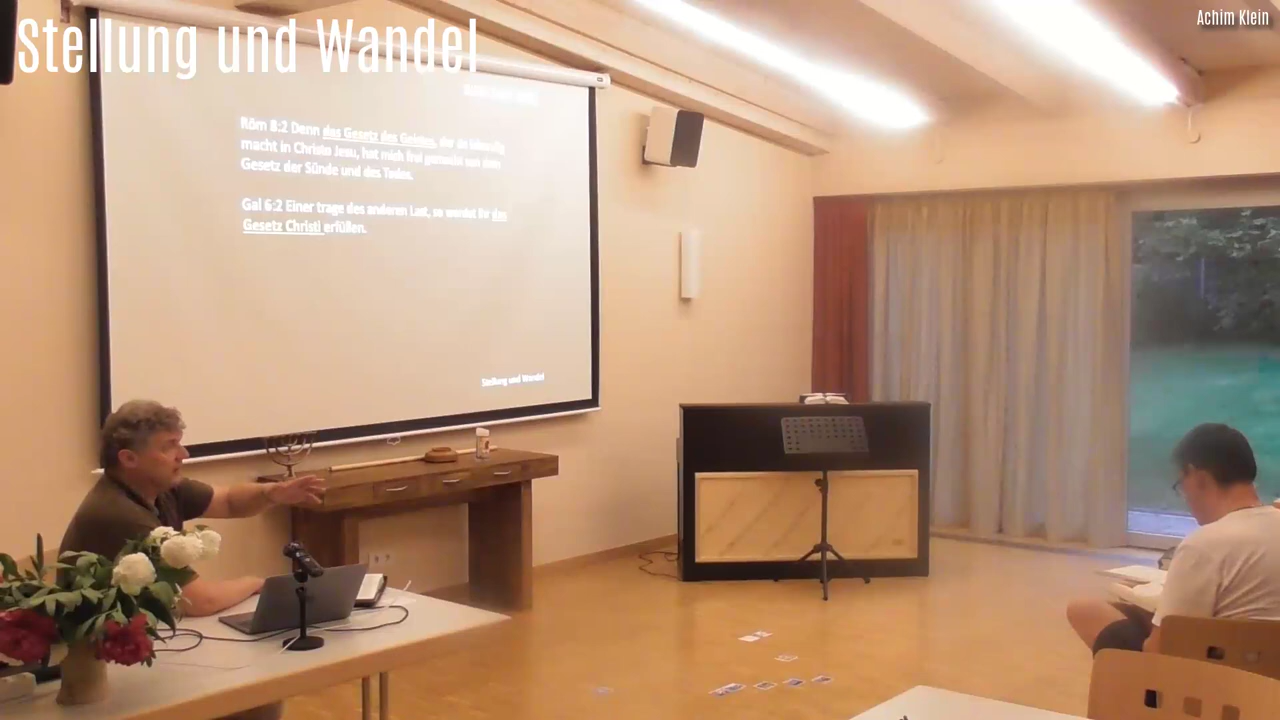 Stellung und Wandel
Achim Klein
Röm 8:2 Denn das Gesetz des Geistes, der da lebendig
macht in Christo Jesu, hat mich frei gemacht von dem
Gesetz der Sünde und des Todes.
Gal 6:2 Einer trage des anderen Last, so werdet ihr das
Gesetz Christi erfüllen.
Stellung und Wandel